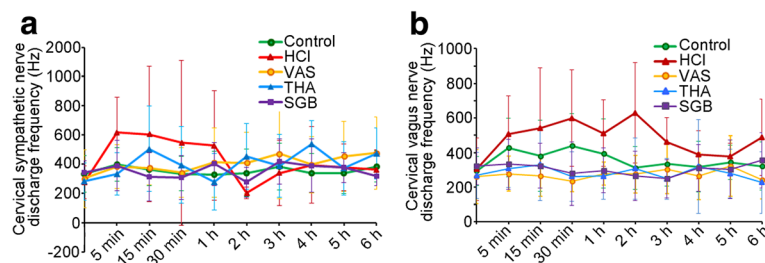 a
Cervical sympathetic nerve
discharge frequency (Hz)
2000
1000
800
600
400
200
0
-200
Control
HCI
VAS
THA
SGB
5 min
15 min
30 min
1 h
2 h
3 h
4 h
5 h
6 h
b
Cervical vagus nerve
discharge frequency (Hz)
1000
800
600
400
200
0
Control
HCI
VAS
THA
SGB
5 min
15 min
30 min
1 h
2 h
3 h
4 h
5 h
6 h